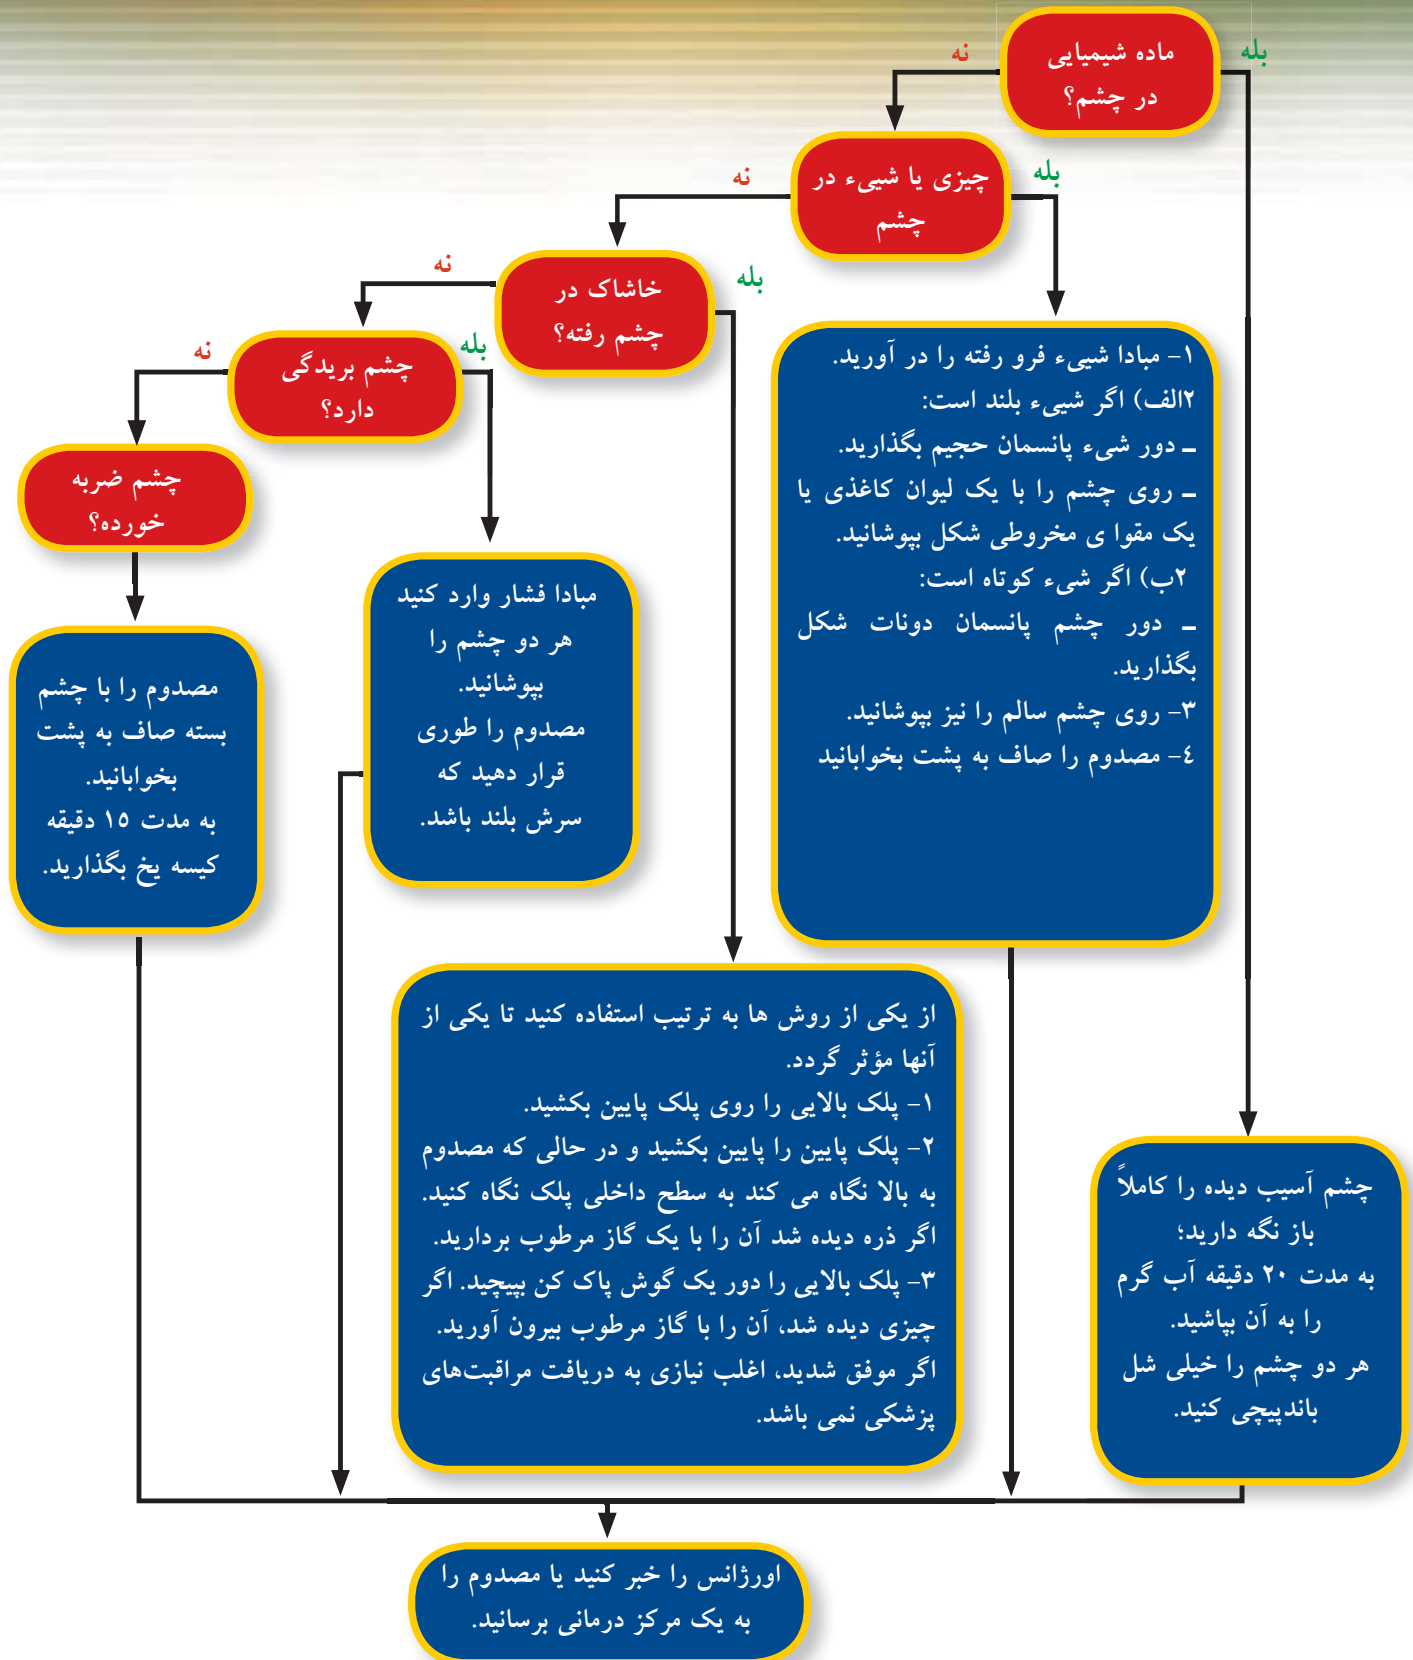 ماده شیمیایی
در چشم؟
بله
نه
چیزی یا شییء در
چشم
بله
نه
خاشاک در
چشم رفته؟
بله
نه
چشم بریدگی
دارد؟
بله
نه
چشم ضربه
خورده؟
۱- مبادا شییء فرو رفته را در آورید.
۲الف) اگر شییء بلند است:
ـ دور شیء پانسمان حجیم بگذارید.
ـ روی چشم را با یک لیوان کاغذی یا
یک مقوا ی مخروطی شکل بپوشانید.
۲ب) اگر شیء کوتاه است:
ـ دور چشم پانسمان دونات شکل
بگذارید.
۳- روی چشم سالم را نیز بپوشانید.
٤- مصدوم را صاف به پشت بخوابانید
مبادا فشار وارد کنید
هر دو چشم را
بپوشانید.
مصدوم را طوری
قرار دهید که
سرش بلند باشد.
مصدوم را با چشم
بسته صاف به پشت
بخوابانید.
به مدت ۱٥ دقیقه
کیسه یخ بگذارید.
از یکی از روش ها به ترتیب استفاده کنید تا یکی از
آنها مؤثر گردد.
۱- پلک بالایی را روی پلک پایین بکشید.
۲- پلک پایین را پایین بکشید و در حالی که مصدوم
به بالا نگاه می کند به سطح داخلی پلک نگاه کنید.
اگر ذره دیده شد آن را با یک گاز مرطوب بردارید.
۳- پلک بالایی را دور یک گوش پاک کن بپیچید. اگر
چیزی دیده شد، آن را با گاز مرطوب بیرون آورید.
اگر موفق شدید، اغلب نیازی به دریافت مراقبت‌های
پزشکی نمی باشد.
چشم آسیب دیده را کاملاً
باز نگه دارید؛
به مدت ۲۰ دقیقه آب گرم
را به آن بپاشید.
هر دو چشم را خیلی شل
باندپیچی کنید.
اورژانس را خبر کنید یا مصدوم را
به یک مرکز درمانی برسانید.